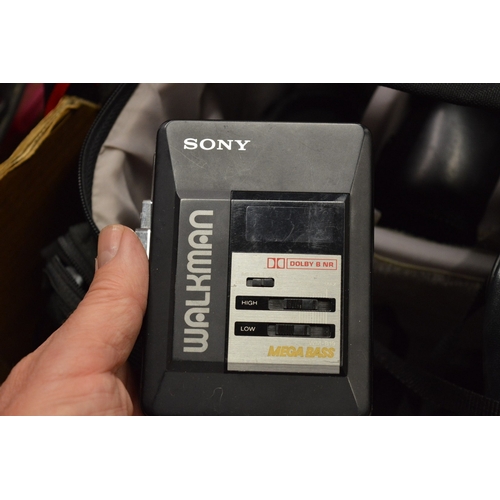 SONY
WALKMAN
DOLBY B NR
HIGH
LOW
MEGA BASS